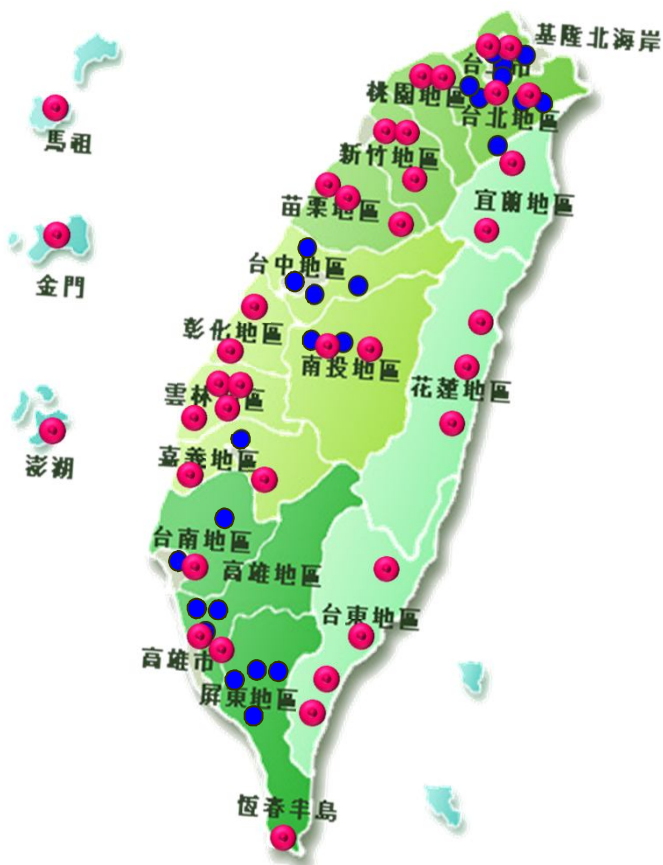 基隆北海岸
台北市
桃園地區
台北地區
馬祖
新竹地區
宜蘭地區
苗栗地區
台中地區
金門
彰化地區
南投地區
花蓮地區
雲林
區
嘉義地區
澎湖
台南地區
高雄地區
台東地區
高雄市
屏東地區
恆春半島